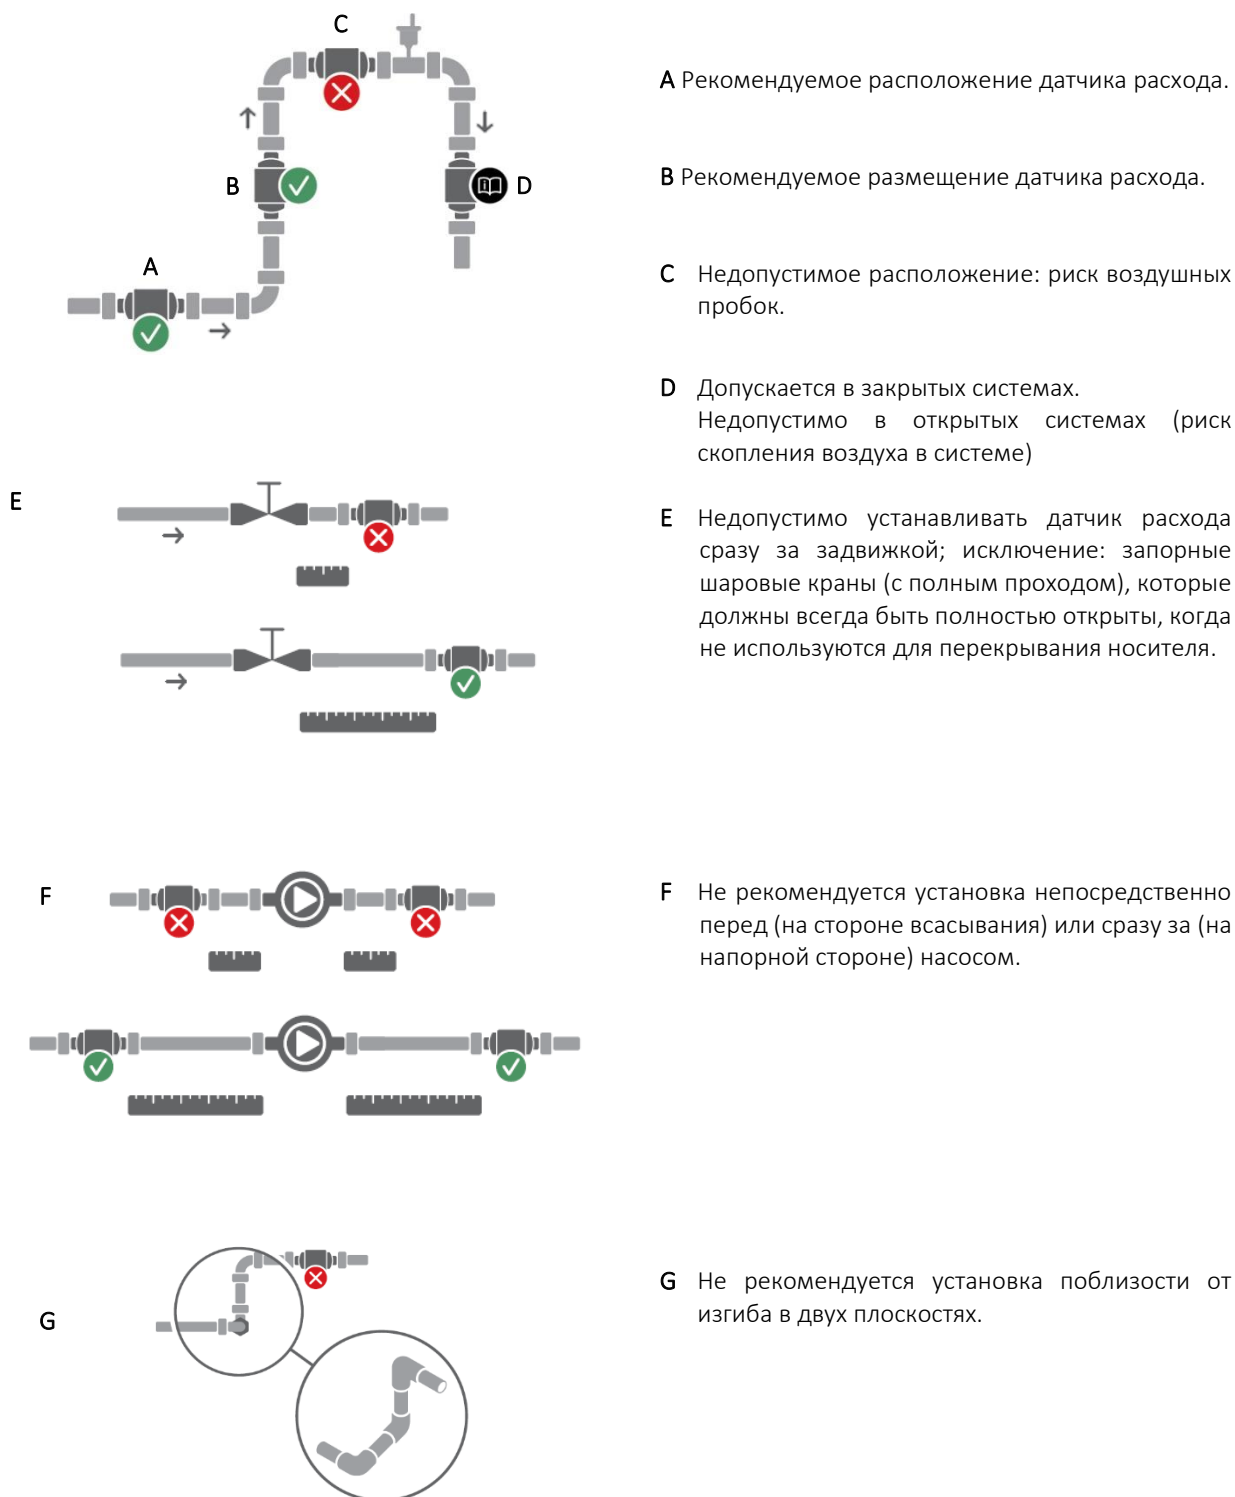 C
B
D
A
A Рекомендуемое расположение датчика расхода.
B Рекомендуемое размещение датчика расхода.
C Недопустимое расположение: риск воздушных
пробок.
D Допускается в закрытых системах.
Недопустимо в открытых системах (риск
скопления воздуха в системе)
E
E Недопустимо устанавливать датчик расхода
сразу за задвижкой; исключение: запорные
шаровые краны (с полным проходом), которые
должны всегда быть полностью открыты, когда
не используются для перекрывания носителя.
F
F Не рекомендуется установка непосредственно
перед (на стороне всасывания) или сразу за (на
напорной стороне) насосом.
G
G Не рекомендуется установка поблизости от
изгиба в двух плоскостях.